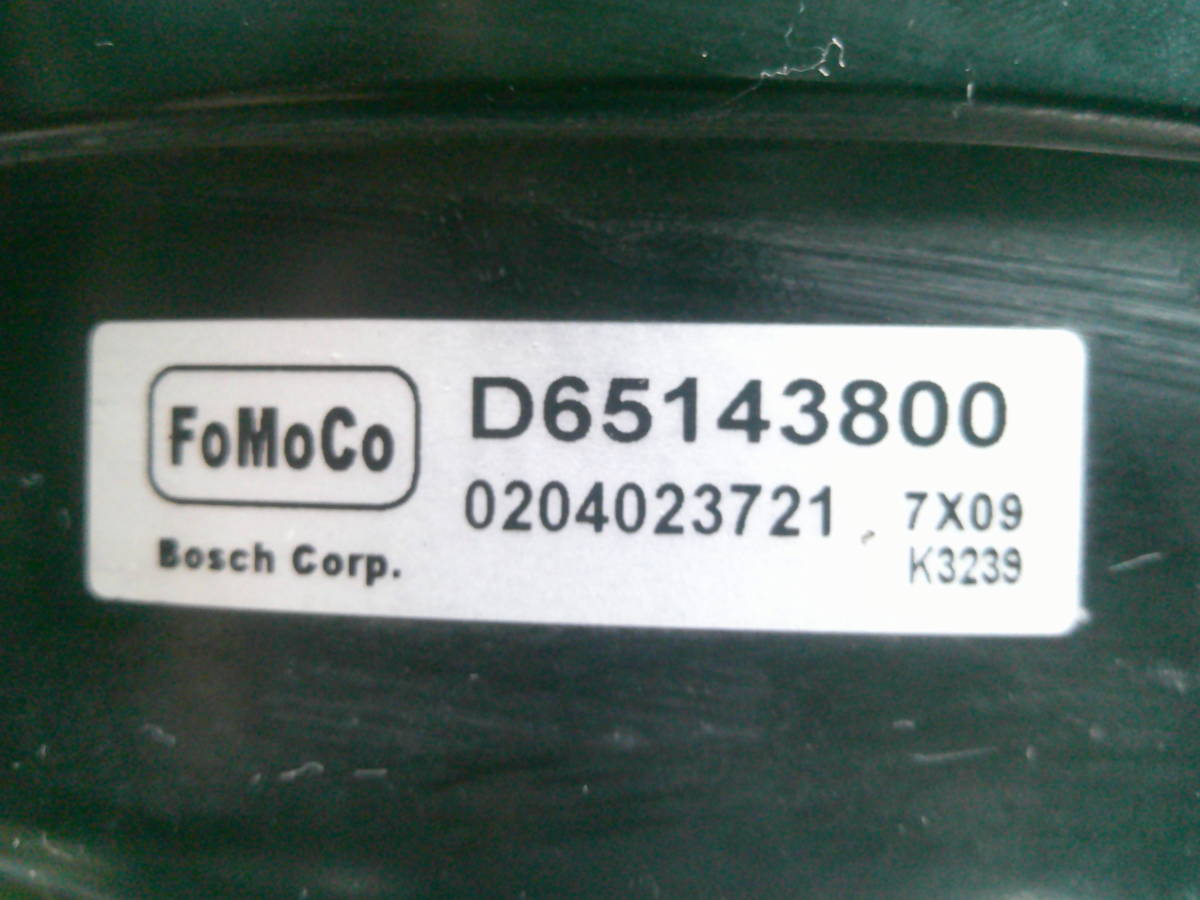 FoMoCo
Bosch Corp.
D65143800
0204023721
7X09
K3239